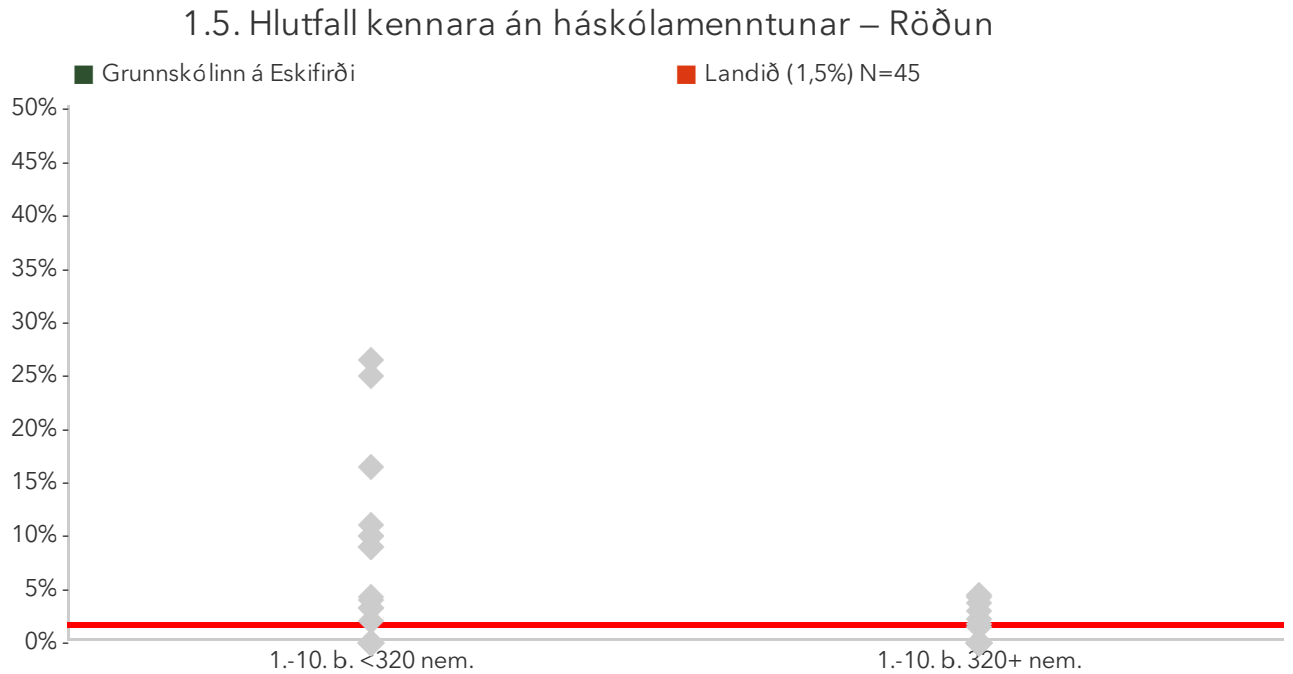 1.5. Hlutfall kennara án háskólamenntunar – Röðun
Grunnskólinn á Eskifirði
Landið (1,5%) N=45
50%
45%
40%
35%
30%
25%
20%
15%
10%
5%
0%
1.-10. b. <320 nem.
1.-10. b. 320+ nem.